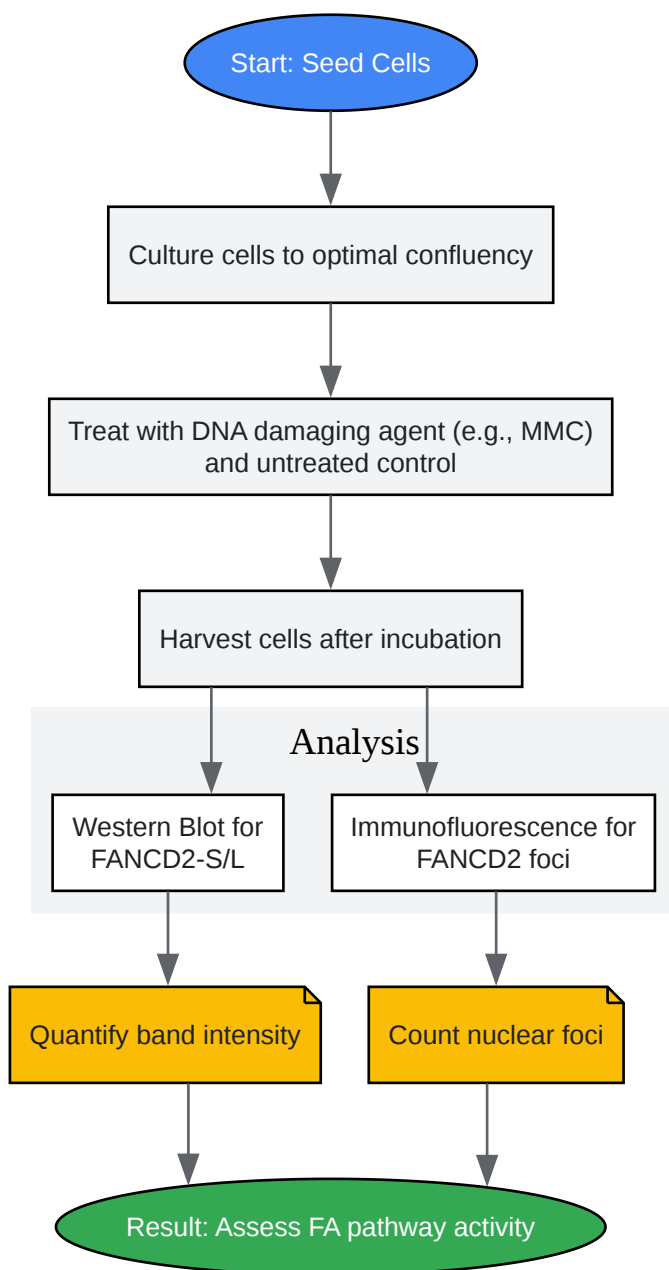 Start: Seed Cells
Culture cells to optimal confluency
Treat with DNA damaging agent (e.g., MMC)
and untreated control
Harvest cells after incubation
Analysis
Western Blot for
FANCD2-S/L
Immunofluorescence for
FANCD2 foci
Quantify band intensity
Count nuclear foci
Result: Assess FA pathway activity